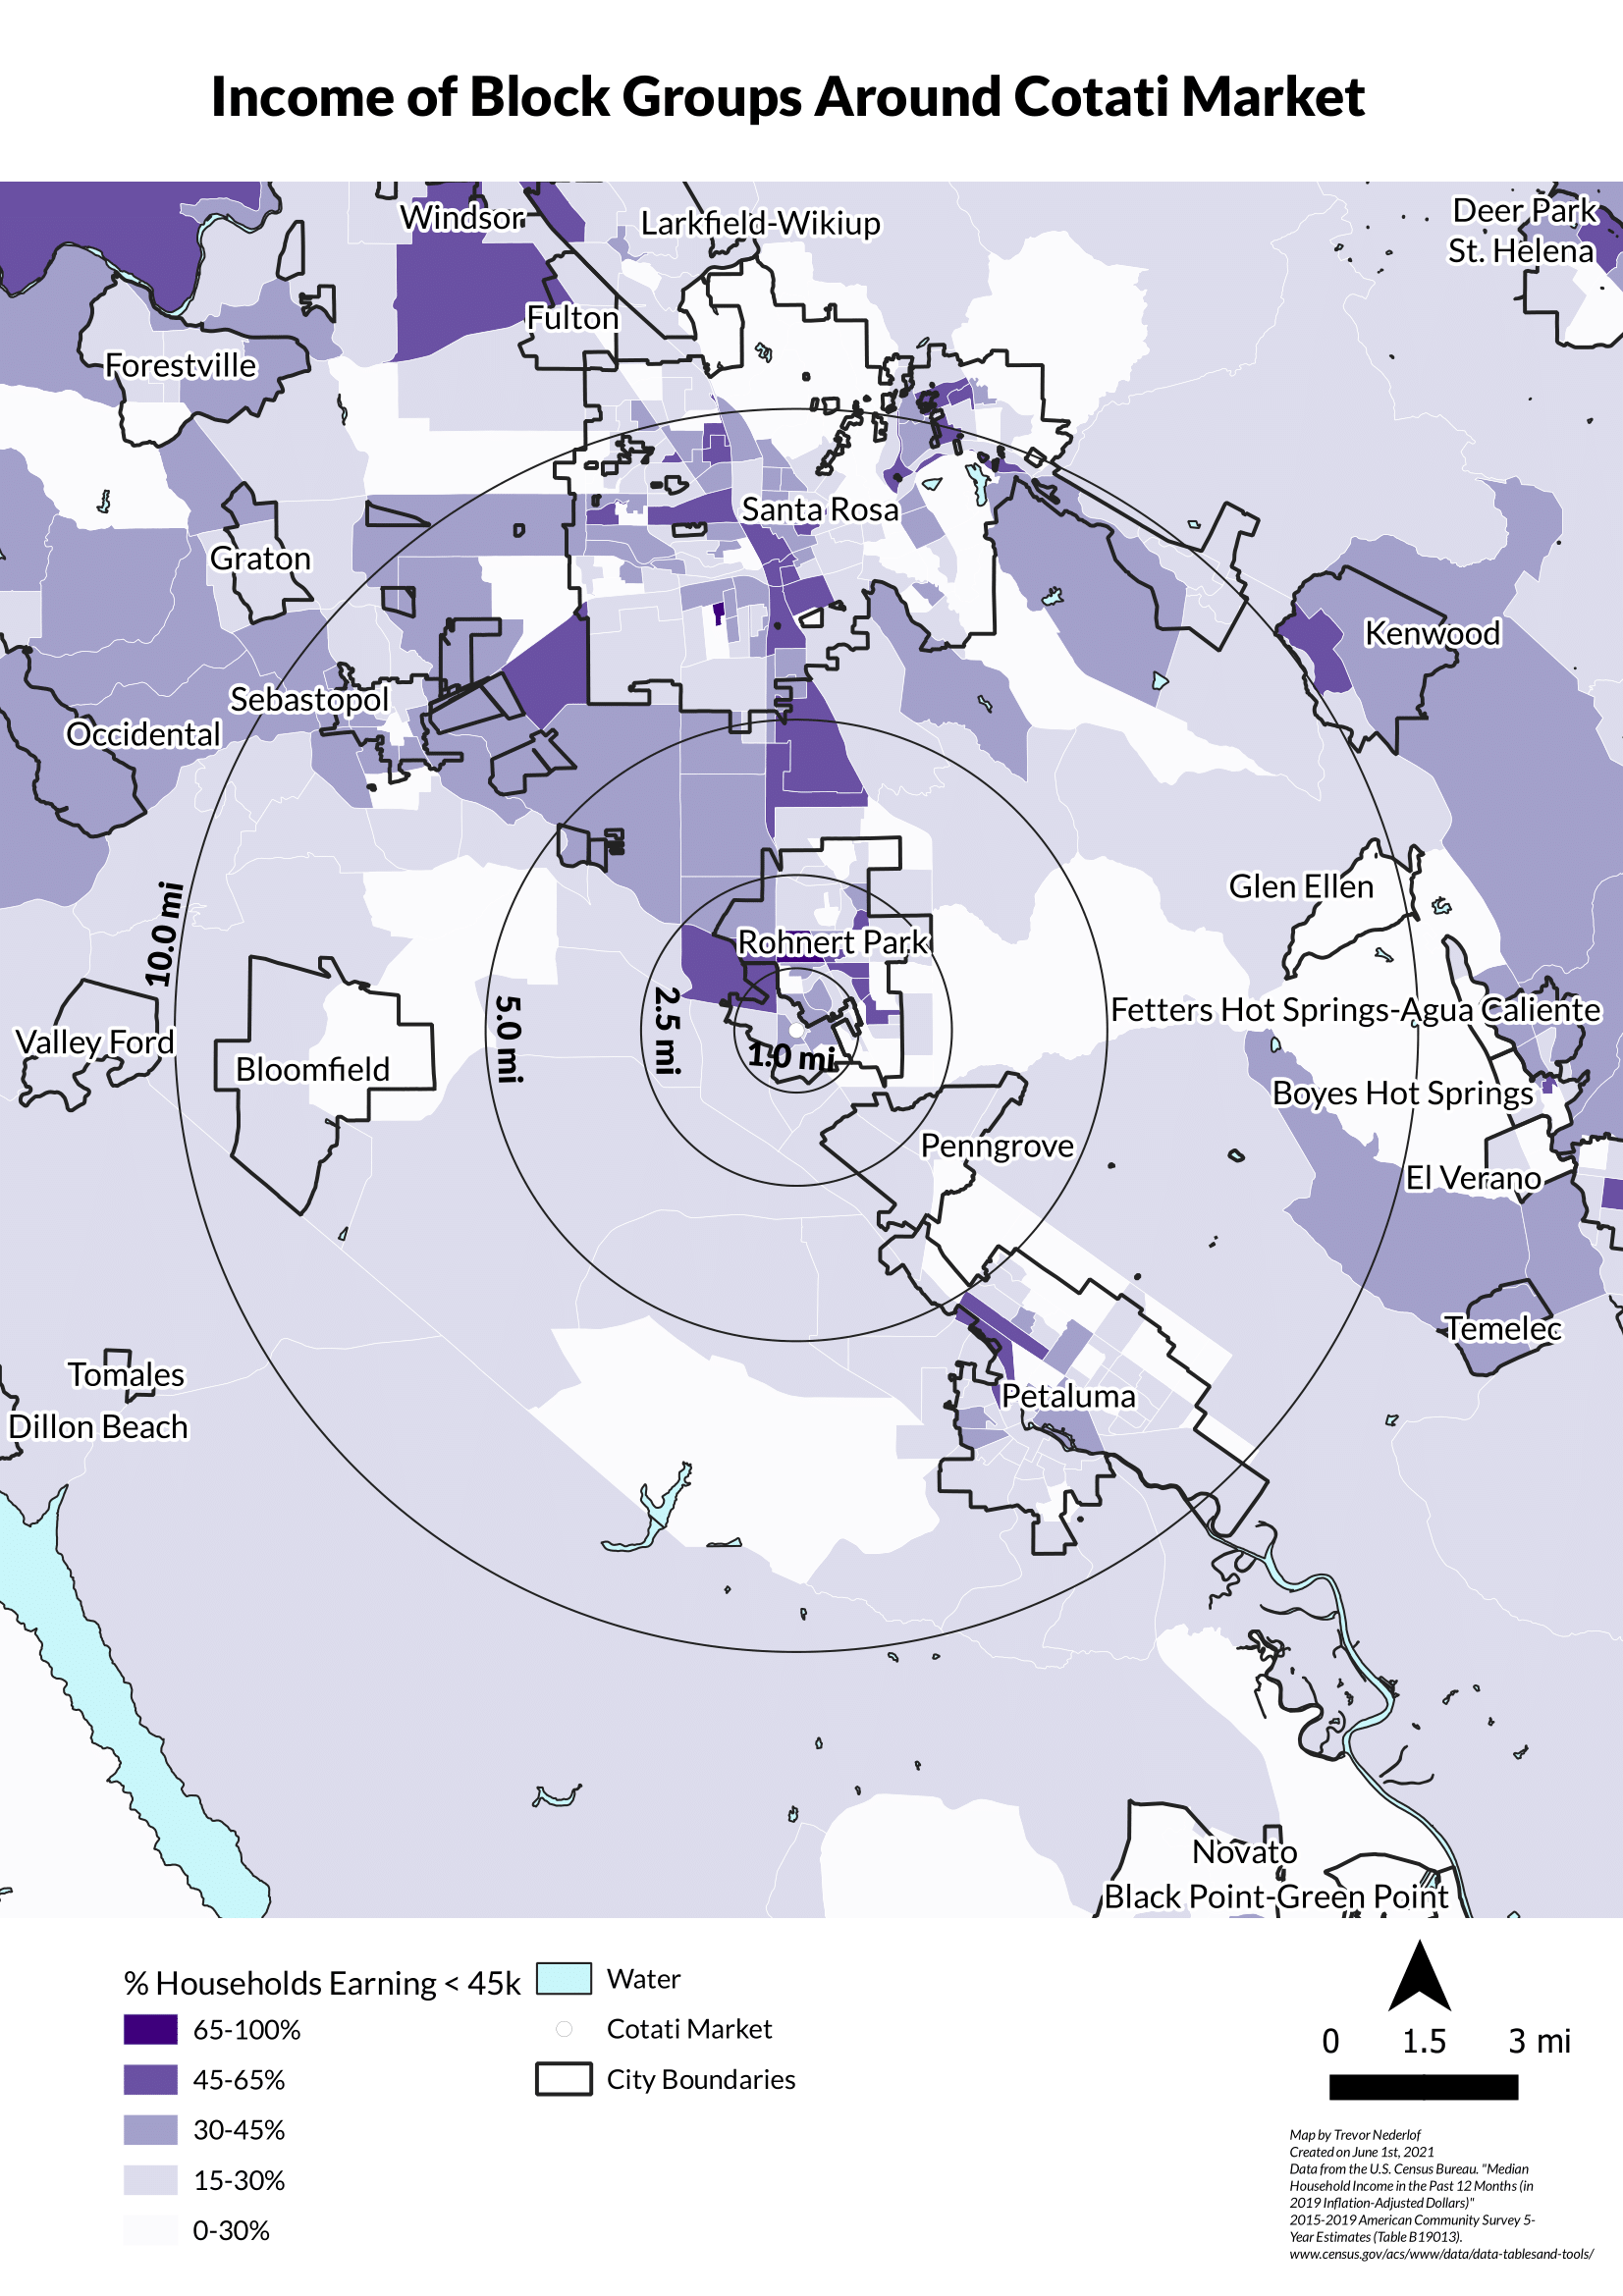 Income of Block Groups Around Cotati Market
Windsor
Larkfield-Wikiup
Deer Park
St. Helena
Fulton
Forestville
Santa Rosa
Graton
Kenwood
Sebastopol
Occidental
Glen Ellen
10.0 mi
Rohnert Park
5.0 mi
2.5 mi
1.0 mi
Fetters Hot Springs-Agua Caliente
Valley Ford
Bloomfield
Boyes Hot Springs
Penngrove
El Verano
Temelec
Tomales
Petaluma
Dillon Beach
Novato
Black Point-Green Point
% Households Earning < 45k
65-100%
45-65%
30-45%
15-30%
0-30%
Water
Cotati Market
City Boundaries
0 1.5 3 mi
Map by Trevor Nederlof
Created on June 1st, 2021
Data from the U.S. Census Bureau. "Median
Household Income in the Past 12 Months (in
2019 Inflation-Adjusted Dollars)"
2015-2019 American Community Survey 5-
Year Estimates (Table B19013).
www.census.gov/acs/www/data/data-tablesand-tools/